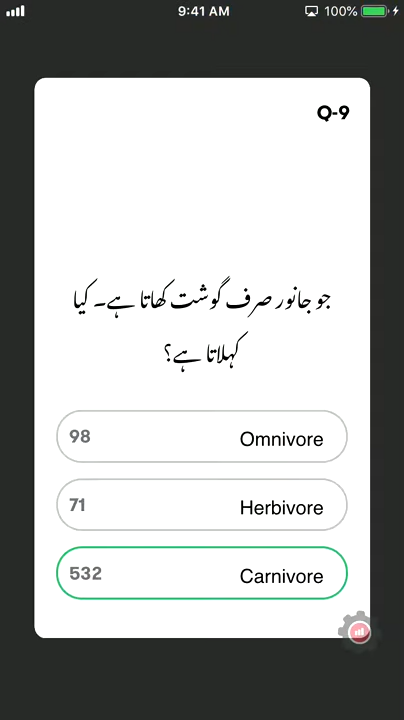 9:41 AM
100%
Q-9
جو جانور صرف گوشت کھاتا ہے۔ کیا
کہلاتا ہے؟
98 Omnivore
71 Herbivore
532 Carnivore